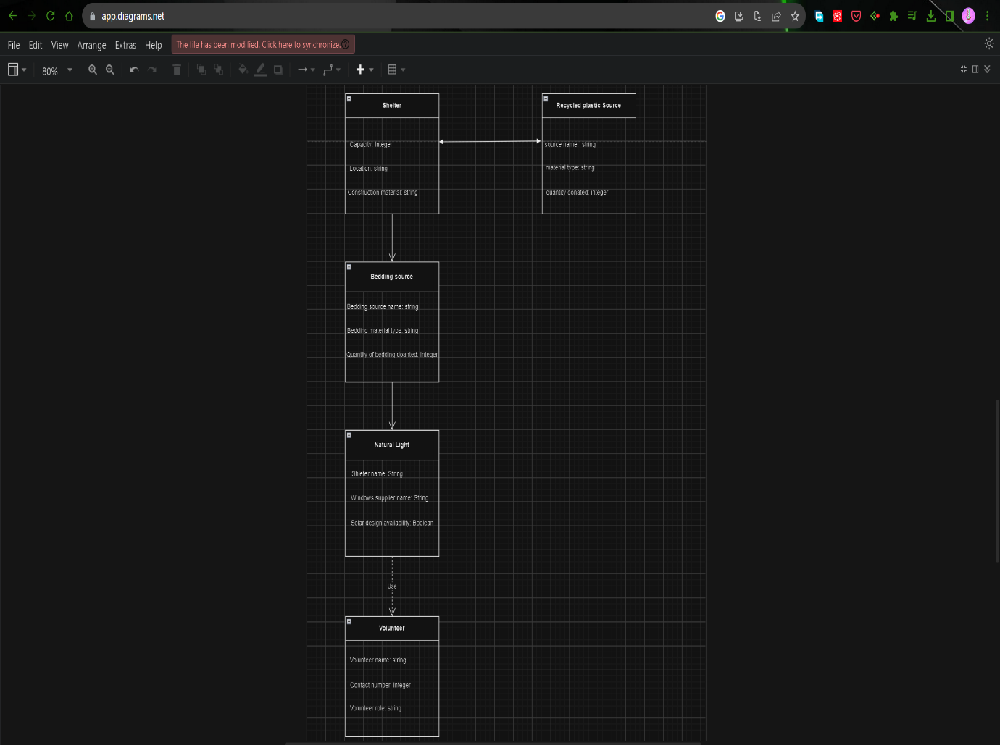 app.diagrams.net
File Edit View Arrange Extras Help The file has been modified. Click here to synchronize.
80%
Shelter
Capacity: Integer
Location: string
Construction material: string
Recycled plastic Source
source name: string
material type: string
quantity donated: integer
Bedding source
Bedding source name: string
Bedding material type: string
Quantity of bedding doanted: Integer
Natural Light
Shleter name: String
Windows supplier name: String
Solar design availability: Boolean
Use
Volunteer
Volunteer name: string
Contact number: integer
Volunteer role: string